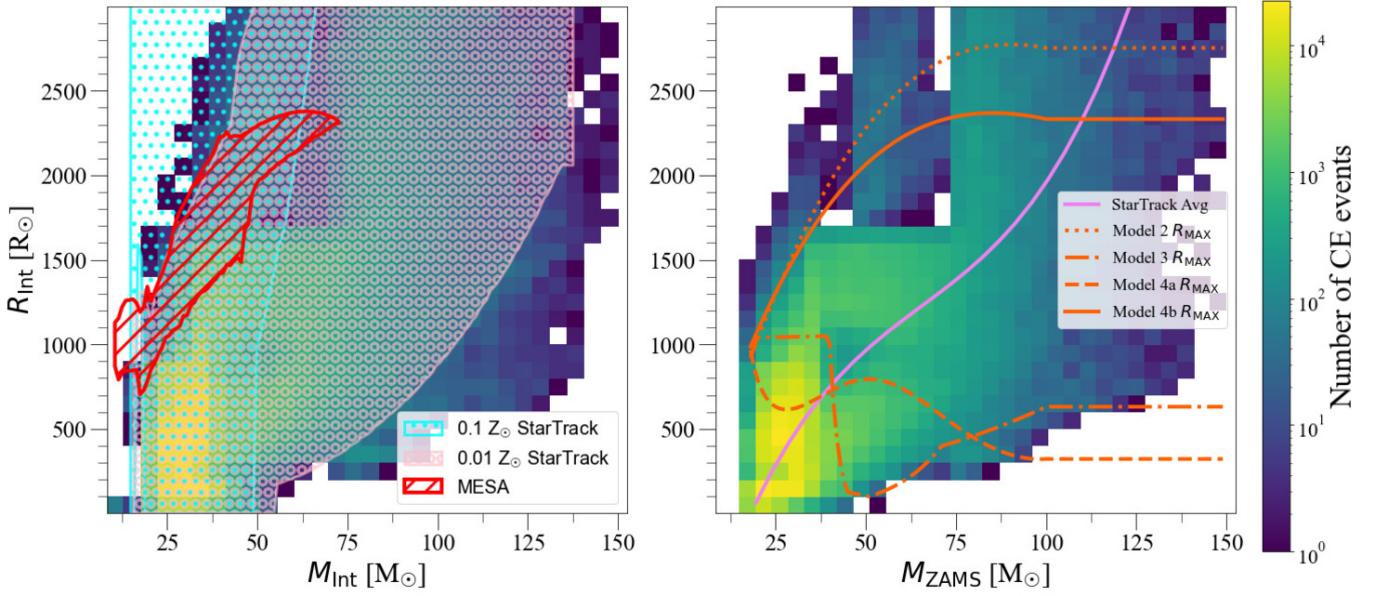 2500
2000
1500
1000
500
R_Int [R_⊙]
25
50
75
100
125
150
M_Int [M_⊙]
0.1 Z_⊙ StarTrack
0.01 Z_⊙ StarTrack
MESA
2500
2000
1500
1000
500
25
50
75
100
125
150
M_ZAMS [M_⊙]
StarTrack Avg
Model 2 R_MAX
Model 3 R_MAX
Model 4a R_MAX
Model 4b R_MAX
10^4
10^3
10^2
10^1
10^0
Number of CE events